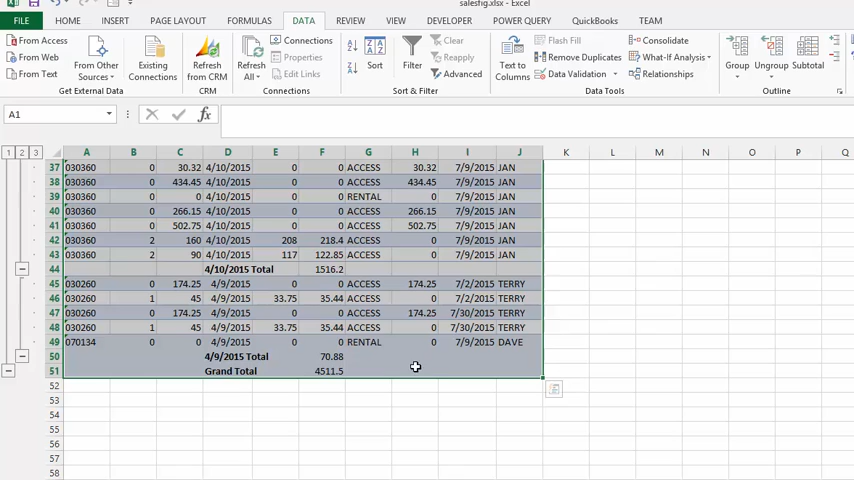 salesfig.xlsx - Excel
FILE HOME INSERT PAGE LAYOUT FORMULAS DATA REVIEW VIEW DEVELOPER POWER QUERY QuickBooks TEAM
From Access
From Web
From Text
From Other Sources
Existing Connections
Get External Data
Refresh from CRM
CRM
Refresh All
Connections
Properties
Edit Links
Connections
Sort
Filter
Clear
Reapply
Advanced
Sort & Filter
Text to Columns
Flash Fill
Remove Duplicates
Data Validation
Consolidate
What-If Analysis
Relationships
Data Tools
Group
Ungroup
Subtotal
Outline
A1 fx
1 2 3 A B C D E F G H I J K L M N O P
37 030360 0 30.32 4/10/2015 0 0 ACCESS 30.32 7/9/2015 JAN
38 030360 0 434.45 4/10/2015 0 0 ACCESS 434.45 7/9/2015 JAN
39 030360 0 0 4/10/2015 0 0 RENTAL 0 7/9/2015 JAN
40 030360 0 266.15 4/10/2015 0 0 ACCESS 266.15 7/9/2015 JAN
41 030360 0 502.75 4/10/2015 0 0 ACCESS 502.75 7/9/2015 JAN
42 030360 2 160 4/10/2015 208 218.4 ACCESS 0 7/9/2015 JAN
43 030360 2 90 4/10/2015 117 122.85 ACCESS 0 7/9/2015 JAN
44 4/10/2015 Total 1516.2
45 030260 0 174.25 4/9/2015 0 0 ACCESS 174.25 7/2/2015 TERRY
46 030260 1 45 4/9/2015 33.75 35.44 ACCESS 0 7/2/2015 TERRY
47 030260 0 174.25 4/9/2015 0 0 ACCESS 174.25 7/30/2015 TERRY
48 030260 1 45 4/9/2015 33.75 35.44 ACCESS 0 7/30/2015 TERRY
49 070134 0 0 4/9/2015 0 0 RENTAL 0 7/9/2015 DAVE
50 4/9/2015 Total 70.88
51 Grand Total 4511.5
52
53
54
55
56
57
58